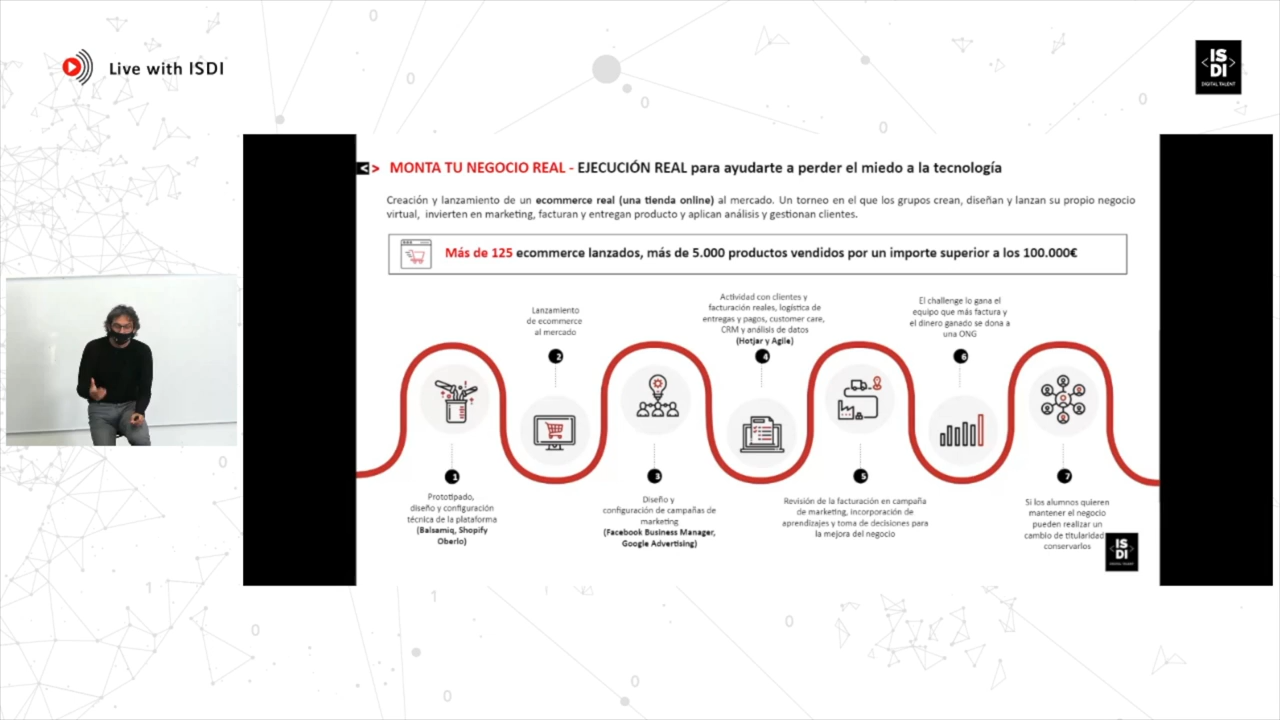 Live with ISDI
IS
DI
DIGITAL TALENT
MONTA TU NEGOCIO REAL - EJECUCIÓN REAL para ayudarte a perder el miedo a la tecnología
Creación y lanzamiento de un ecommerce real (una tienda online) al mercado. Un torneo en el que los grupos crean, diseñan y lanzan su propio negocio
virtual, invierten en marketing, facturan y entregan producto y aplican análisis y gestionan clientes.
Más de 125 ecommerce lanzados, más de 5.000 productos vendidos por un importe superior a los 100.000€
1
Prototipado,
diseño y configuración
técnica de la plataforma
(Balsamiq, Shopify
Oberlo)
Lanzamiento
de ecommerce
al mercado
2
3
Diseño y
configuración de campañas de
marketing
(Facebook Business Manager,
Google Advertising)
Actividad con clientes y
facturación reales, logística de
entregas y pagos, customer care,
CRM y análisis de datos
(Hotjar y Agile)
4
5
Revisión de la facturación en campaña
de marketing, incorporación de
aprendizajes y toma de decisiones para
la mejora del negocio
El challenge lo gana el
equipo que más factura y
el dinero ganado se dona a
una ONG
6
7
Si los alumnos quieren
mantener el negocio
pueden realizar un
cambio de titularidad
conservarlos
IS
DI